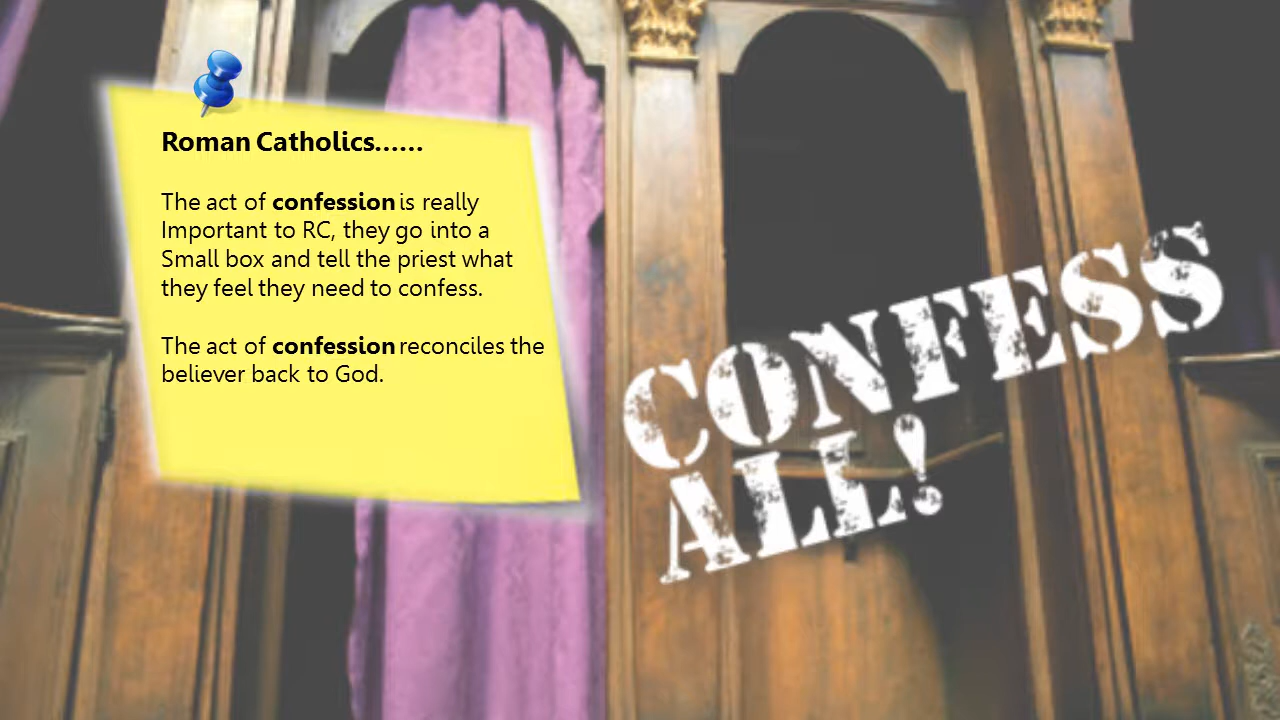 Roman Catholics......
The act of confession is really
Important to RC, they go into a
Small box and tell the priest what
they feel they need to confess.
The act of confession reconciles the
believer back to God.
CONFESS
ALL!